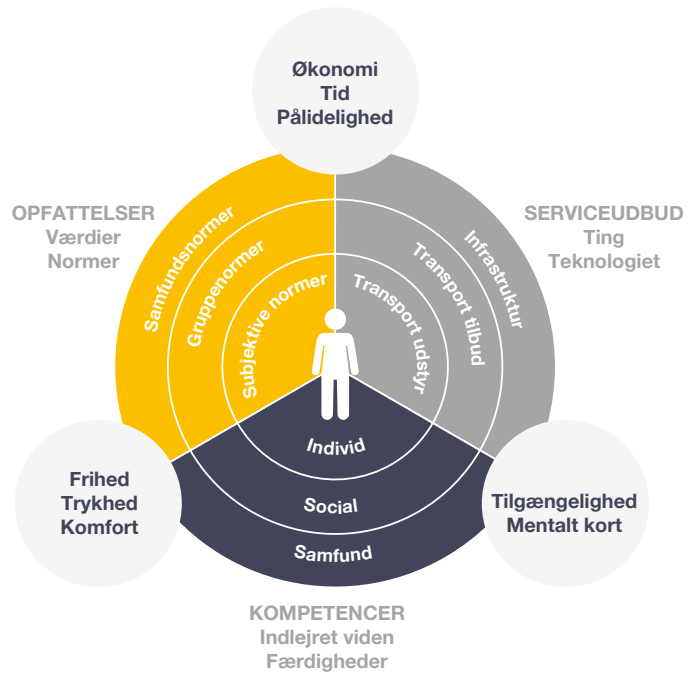 Økonomi
Tid
Pålidelighed
OPFATTELSER
Værdier
Normer
SERVICEUDBUD
Ting
Teknologiet
Samfundsnormer
Gruppenormer
Subjektive normer
Transport udstyr
Transport tilbud
Infrastruktur
Individ
Social
Samfund
Frihed
Trykhed
Komfort
Tilgængelighed
Mentalt kort
KOMPETENCER
Indlejret viden
Færdigheder